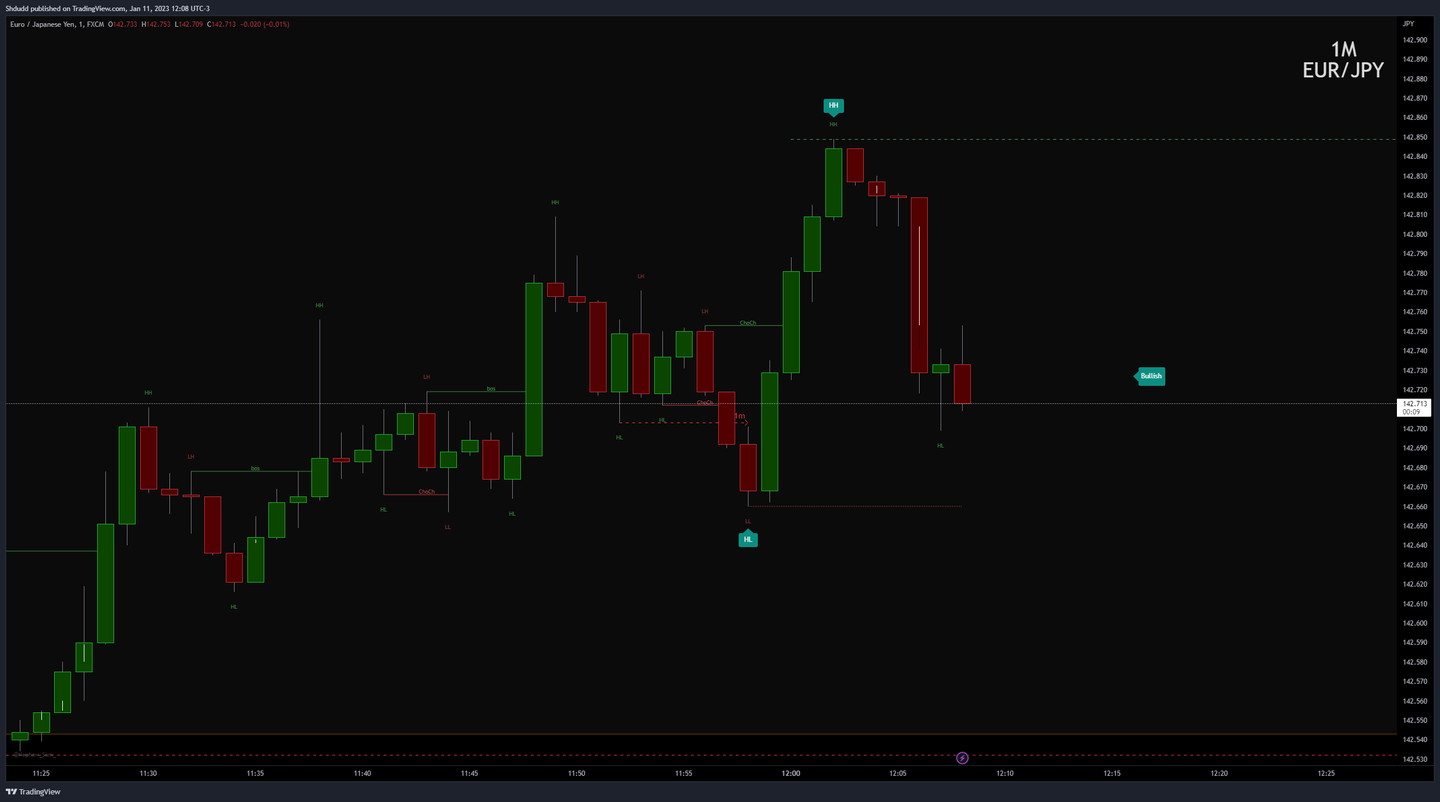 Shdudd published on TradingView.com, Jan 11, 2023 12:08 UTC-3
Euro / Japanese Yen, 1, FXCM O142.733 H142.753 L142.709 C142.713 −0.020 (−0.01%)
JPY
1M
EUR/JPY
142.900
142.890
142.880
142.870
142.860
142.850
142.840
142.830
142.820
142.810
142.800
142.790
142.780
142.770
142.760
142.750
142.740
142.730
142.720
142.713
00:09
142.700
142.690
142.680
142.670
142.660
142.650
142.640
142.630
142.620
142.610
142.600
142.590
142.580
142.570
142.560
142.550
142.540
142.530
HH
HH
HH
LH
HH
LH
LH
ChoCh
HH
LH
bos
Bullish
ChoCh
1m
HL
HL
HL
LH
bos
ChoCh
HL
HL
LL
LL
HL
HL
11:25
11:30
11:35
11:40
11:45
11:50
11:55
12:00
12:05
12:10
12:15
12:20
12:25
TradingView